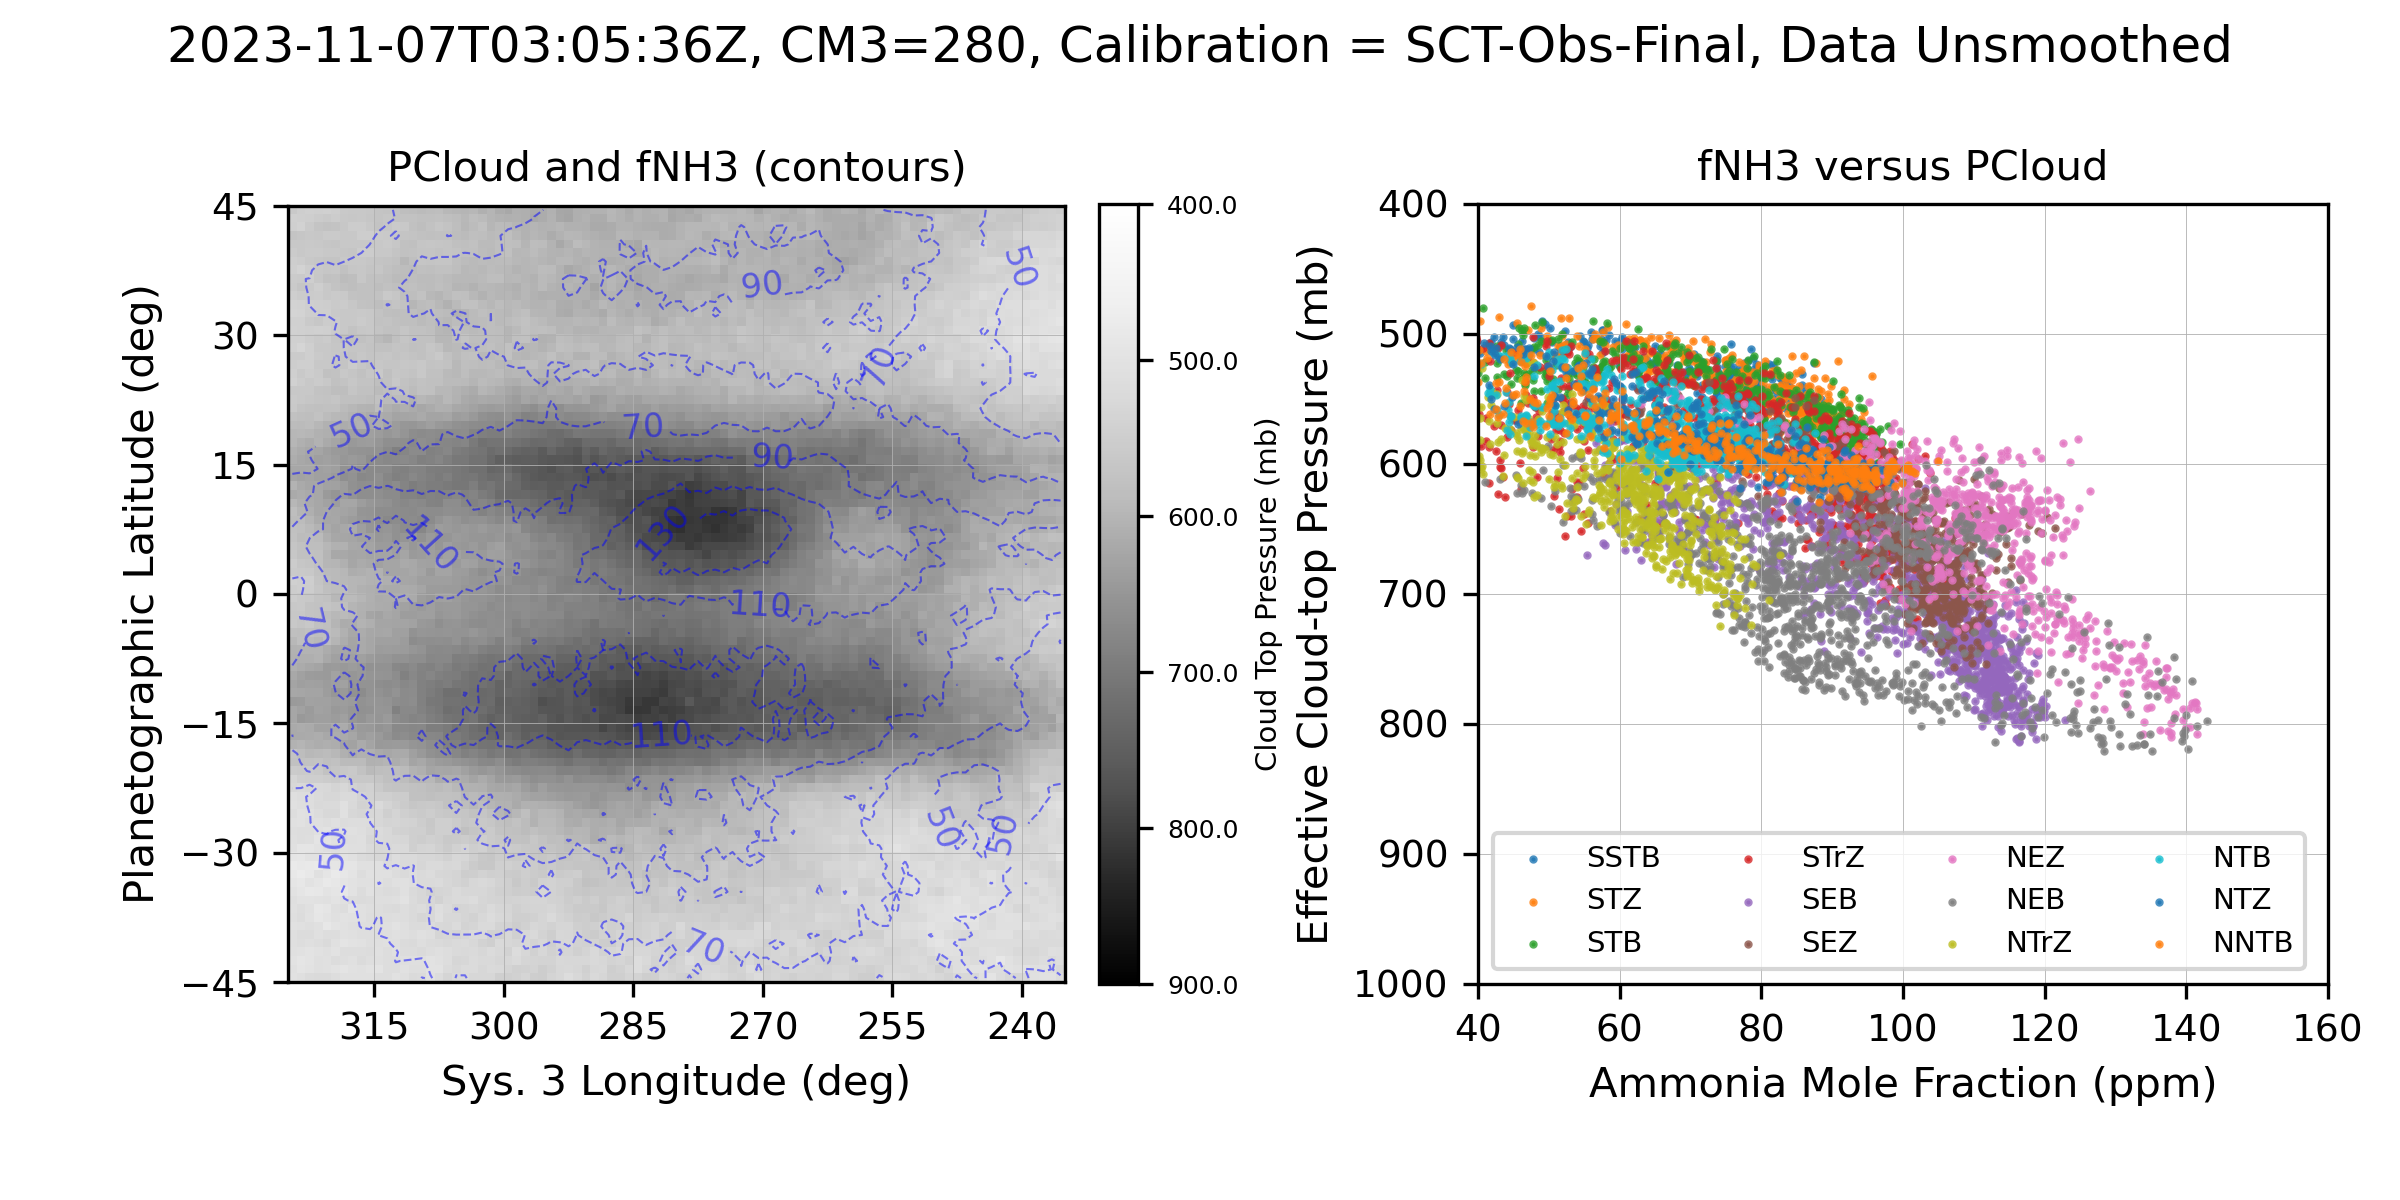 2023-11-07T03:05:36Z, CM3=280, Calibration = SCT-Obs-Final, Data Unsmoothed
PCloud and fNH3 (contours)
Planetographic Latitude (deg)
45
30
15
0
−15
−30
−45
315
300
285
270
255
240
Sys. 3 Longitude (deg)
50
90
70
50
70
90
110
130
110
70
110
50
50
50
70
400.0
500.0
600.0
700.0
800.0
900.0
Cloud Top Pressure (mb)
fNH3 versus PCloud
Effective Cloud-top Pressure (mb)
400
500
600
700
800
900
1000
40
60
80
100
120
140
160
Ammonia Mole Fraction (ppm)
SSTB
STZ
STB
STrZ
SEB
SEZ
NEZ
NEB
NTrZ
NTB
NTZ
NNTB